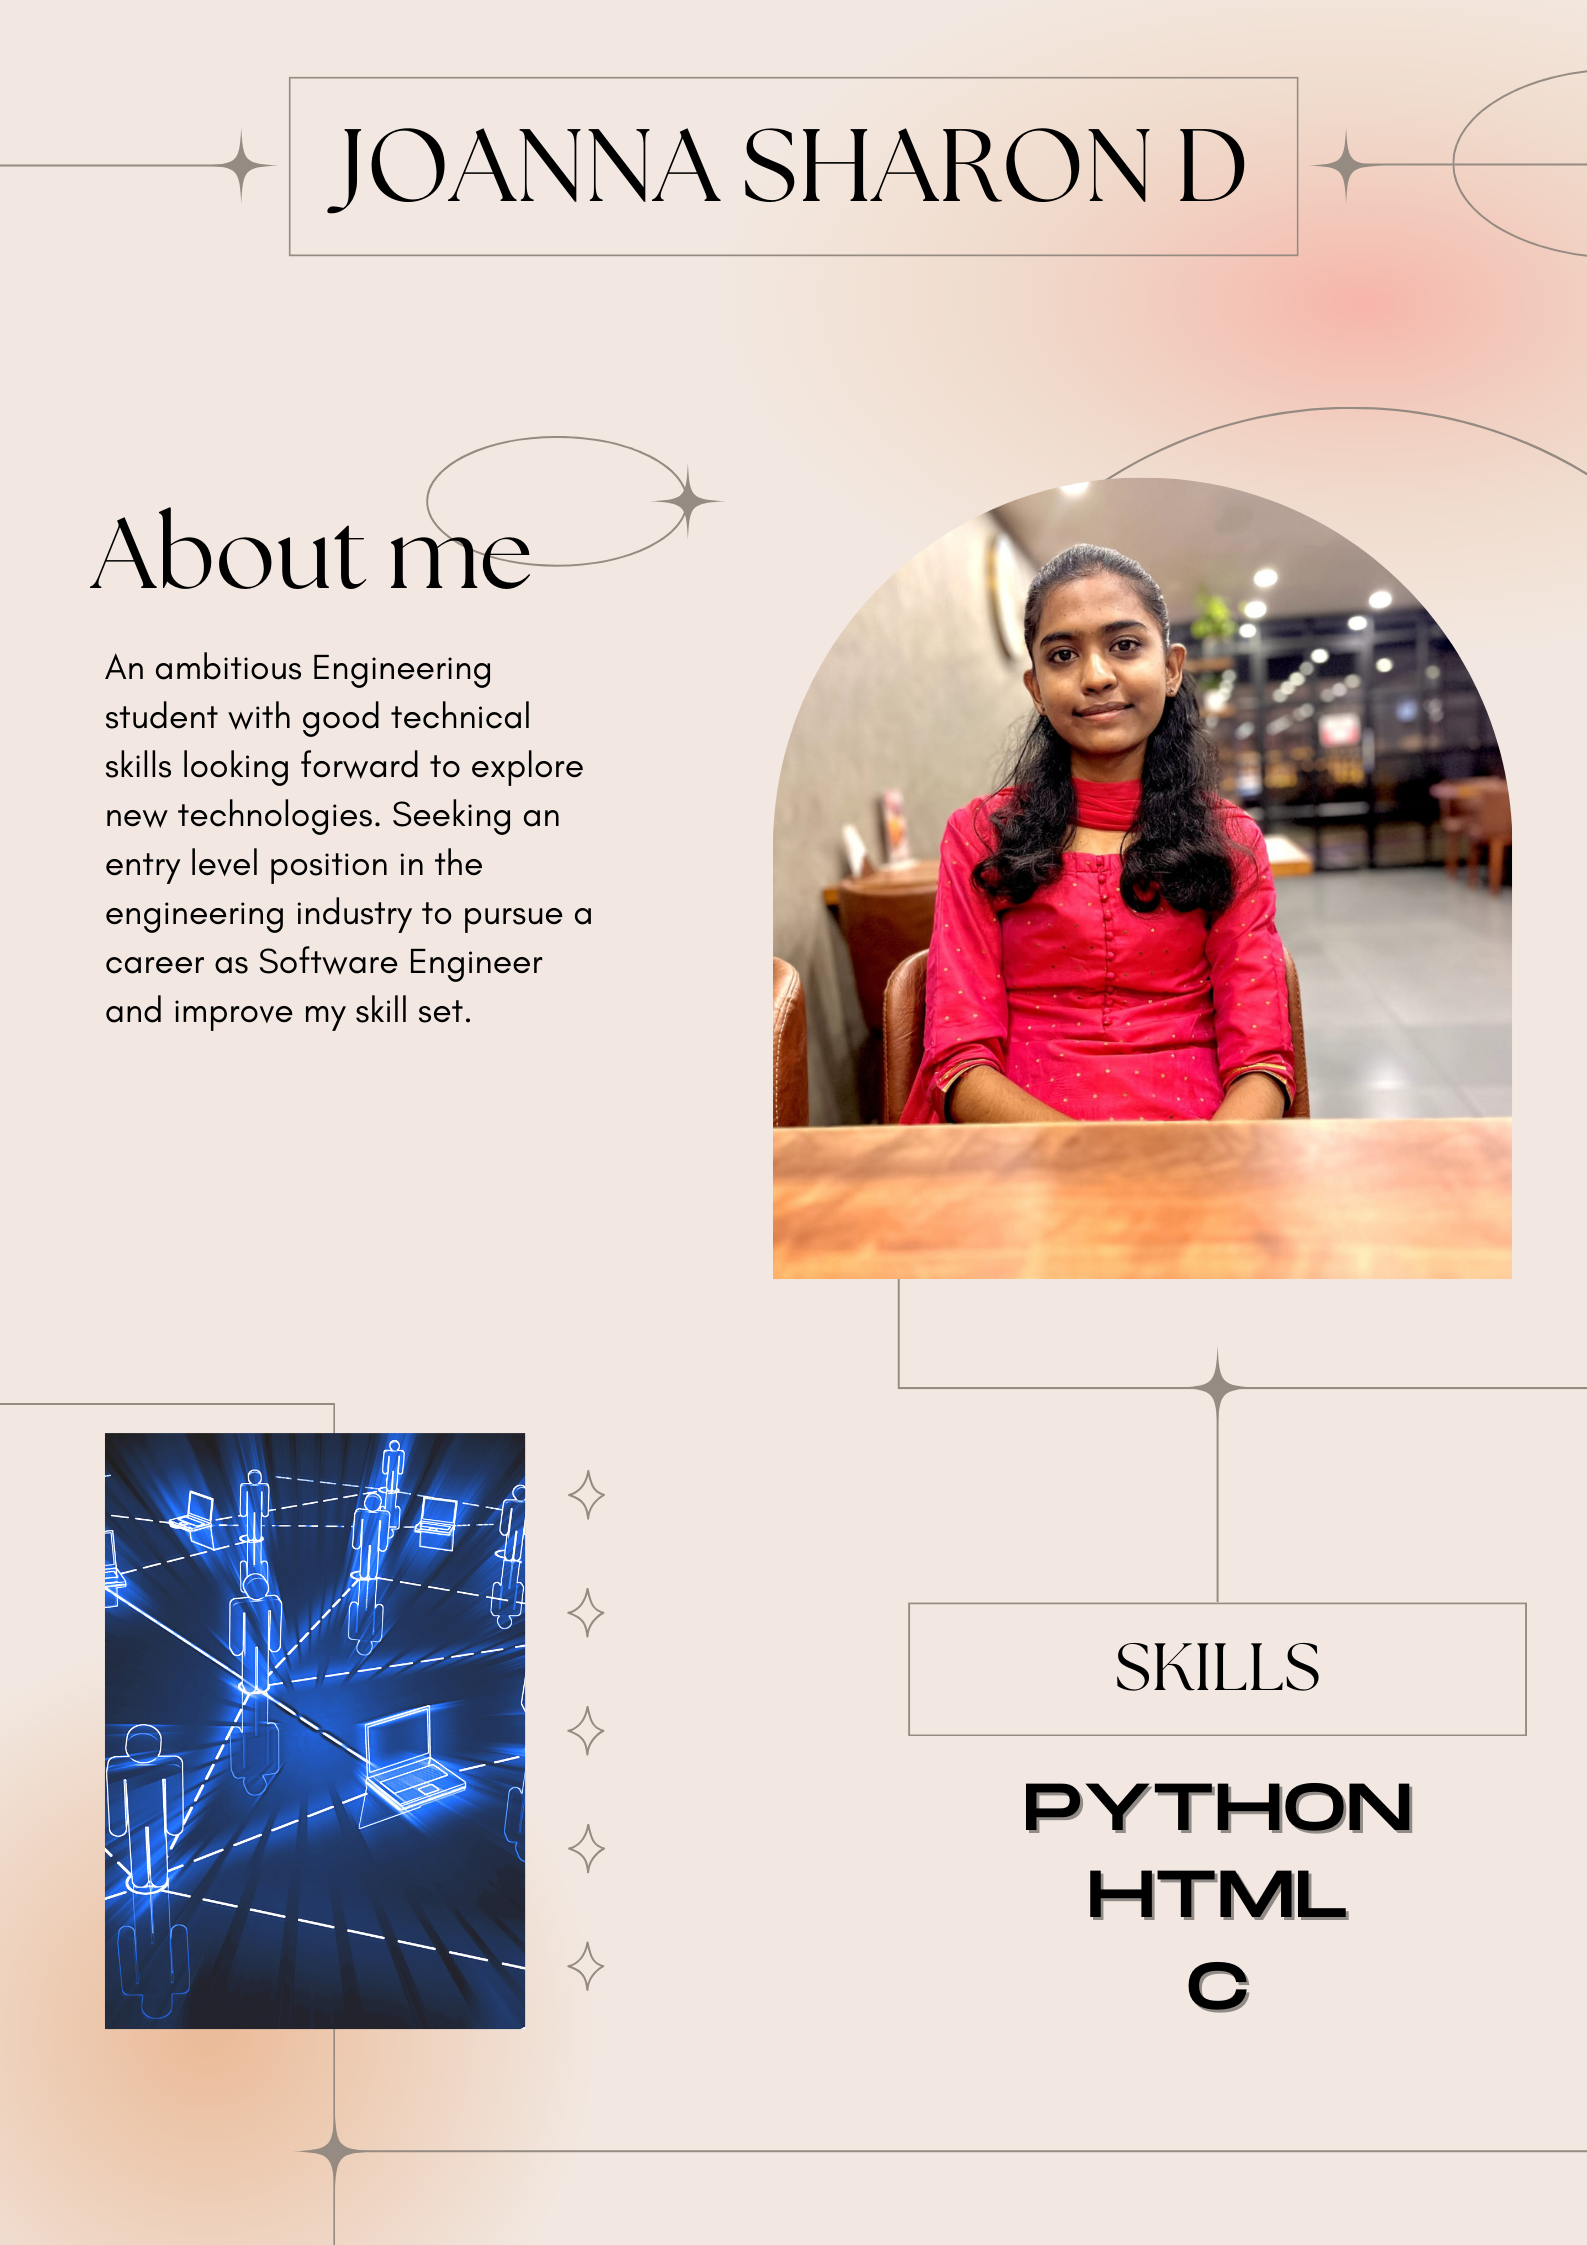 JOANNA SHARON D
About me
An ambitious Engineering
student with good technical
skills looking forward to explore
new technologies. Seeking an
entry level position in the
engineering industry to pursue a
career as Software Engineer
and improve my skill set.
SKILLS
PYTHON
HTML
C